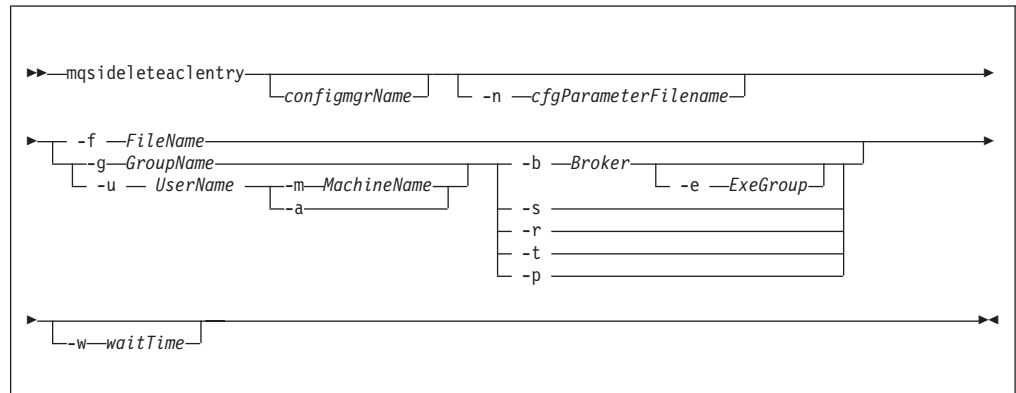 mqsideleteaclentry
configmgrName -n cfgParameterFilename
-f FileName
-g GroupName -b Broker
-u UserName -m MachineName -e ExeGroup
-a -s
-r
-t
-p
-w waitTime